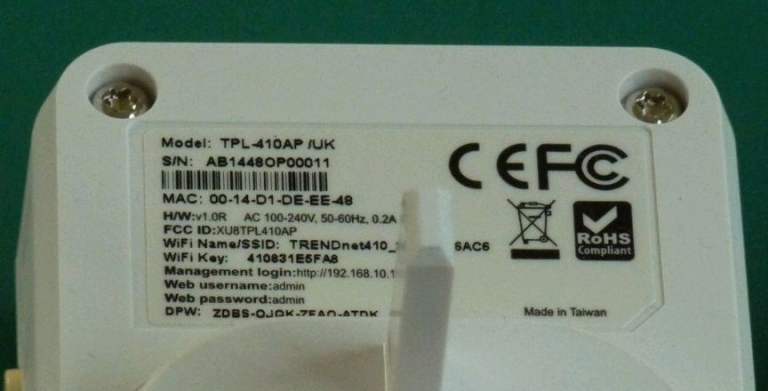 Model: TPL-410AP /UK
S/N: AB1448OP00011
MAC: 00-14-D1-DE-EE-48
H/W:v1.0R AC 100-240V, 50-60Hz, 0.2A
FCC ID:XU8TPL410AP
WiFi Name/SSID: TRENDnet410_ 6AC6
WiFi Key: 410831E5FA8
Management login:http://192.168.10.1
Web username:admin
Web password:admin
DPW:
CE FC
RoHS
Compliant
Made in Taiwan